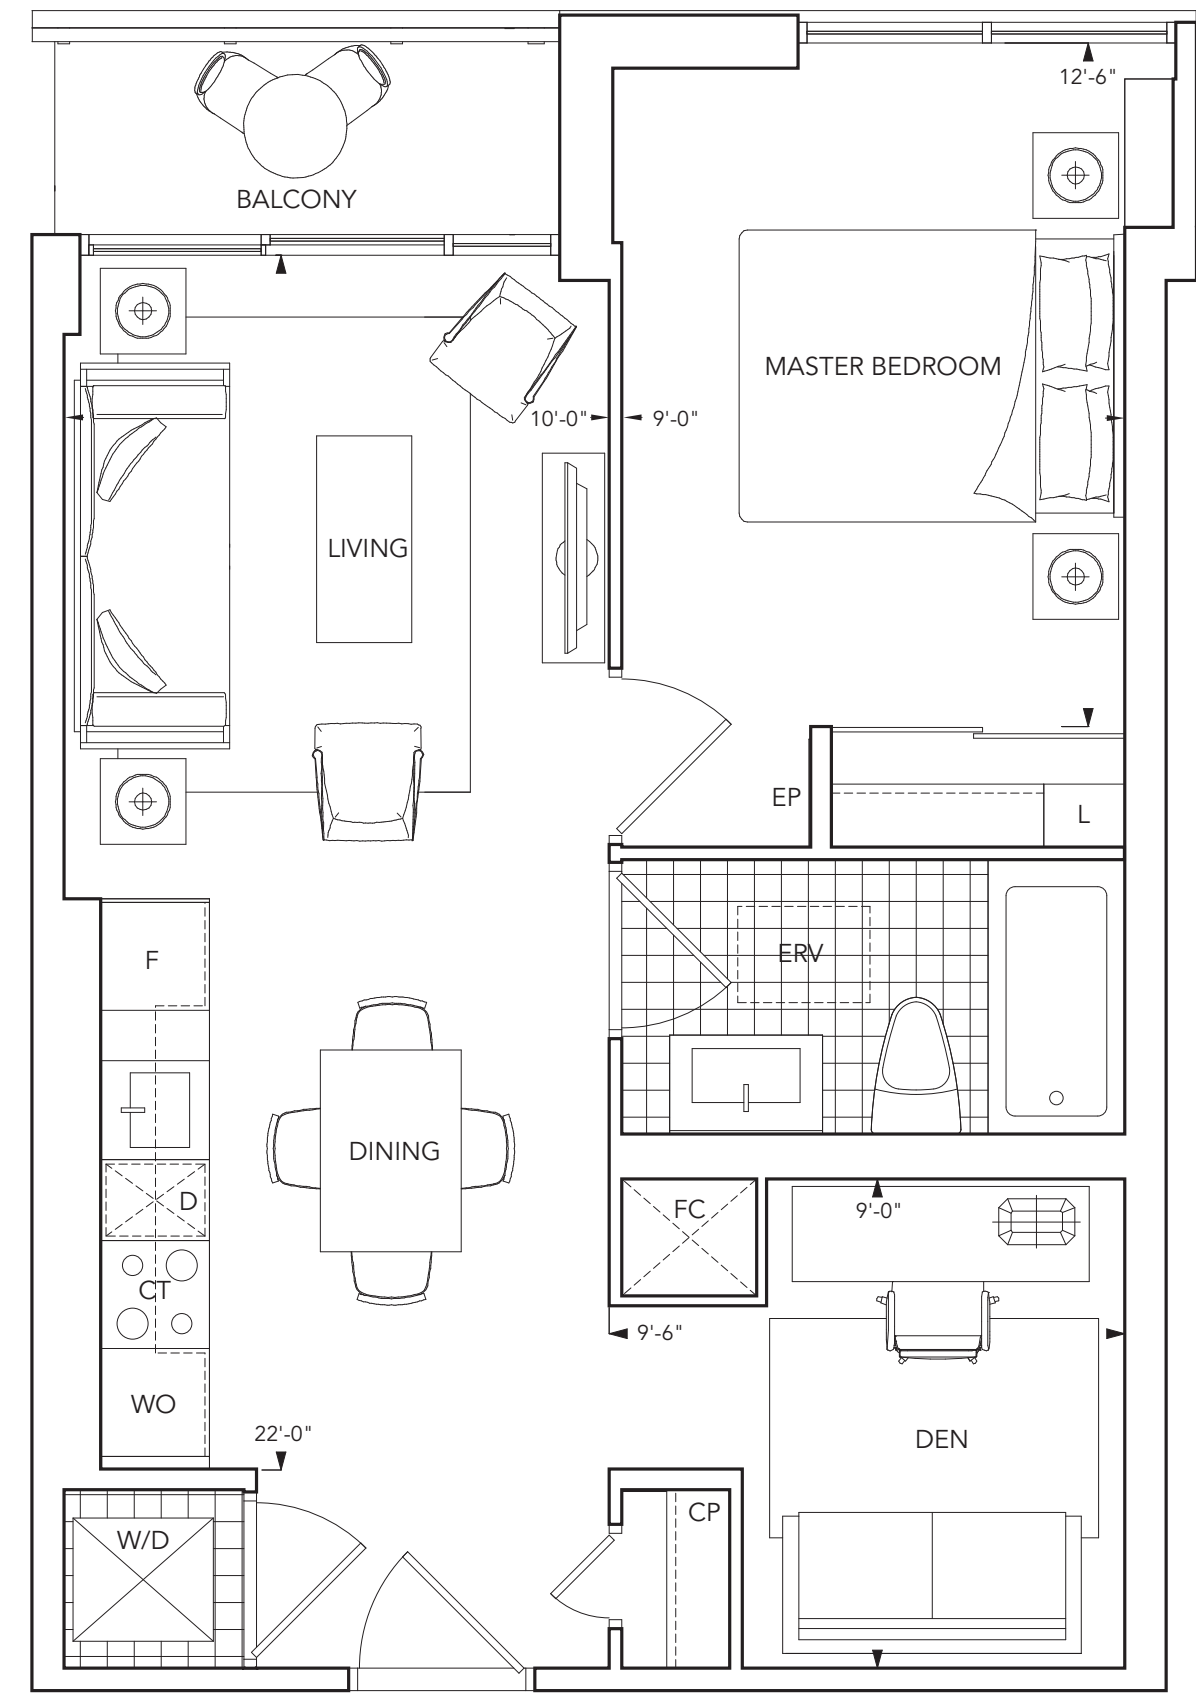 12'-6"
BALCONY
MASTER BEDROOM
10'-0"
9'-0"
LIVING
EP
L
F
ERV
DINING
D
FC
9'-0"
CT
9'-6"
WO
22'-0"
DEN
CP
W/D